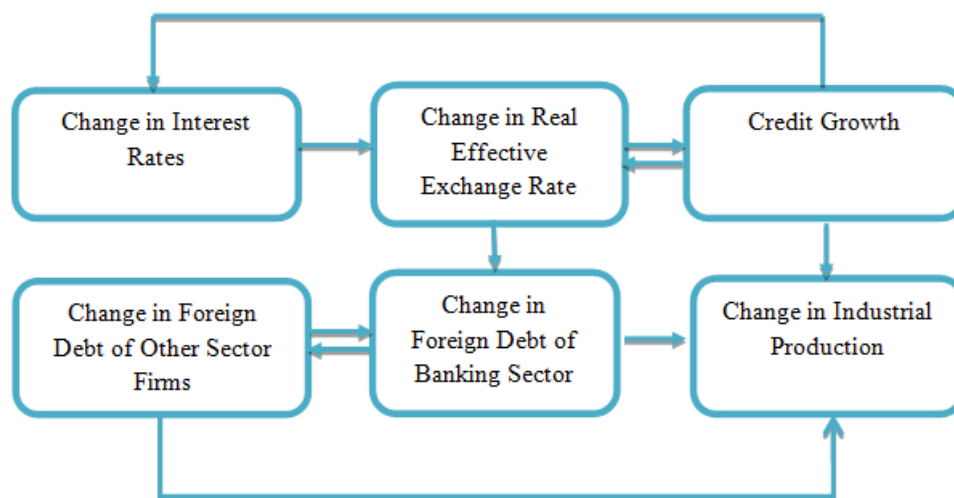 Change in Interest
Rates
Change in Real
Effective
Exchange Rate
Credit Growth
Change in Foreign
Debt of Other Sector
Firms
Change in
Foreign Debt of
Banking Sector
Change in Industrial
Production